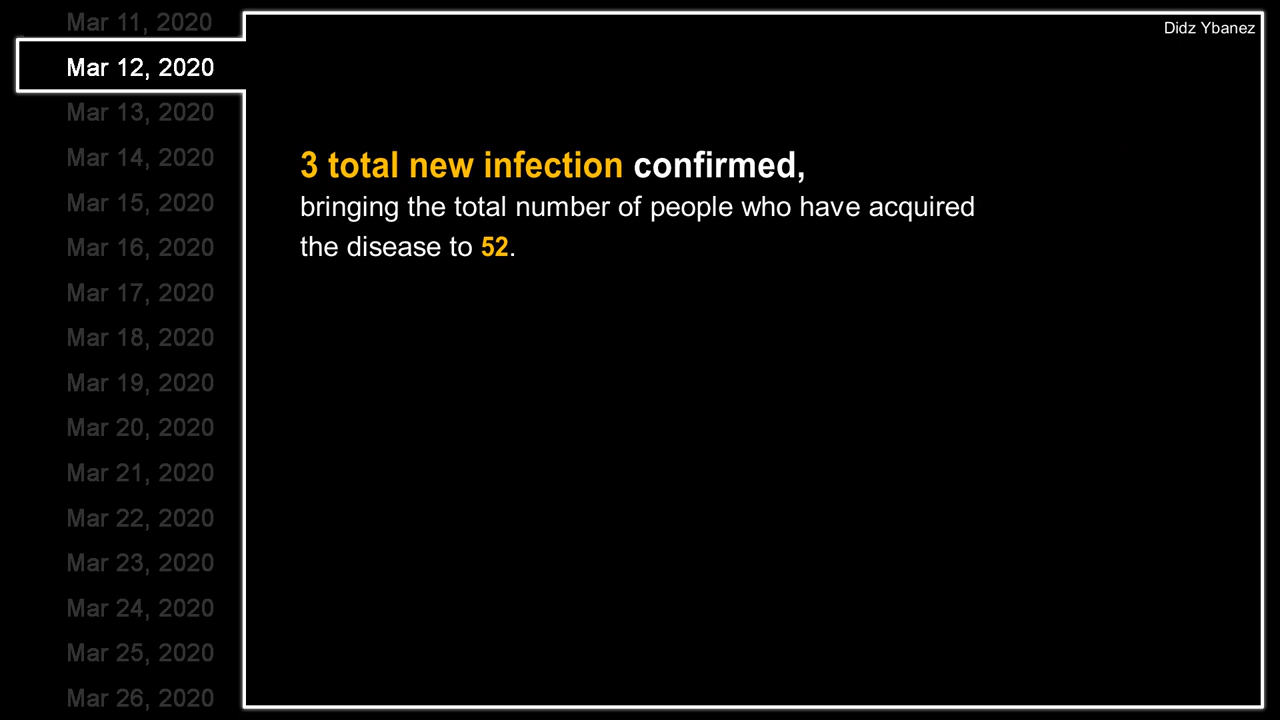 Mar 11, 2020
Mar 12, 2020
Mar 13, 2020
Mar 14, 2020
Mar 15, 2020
Mar 16, 2020
Mar 17, 2020
Mar 18, 2020
Mar 19, 2020
Mar 20, 2020
Mar 21, 2020
Mar 22, 2020
Mar 23, 2020
Mar 24, 2020
Mar 25, 2020
Mar 26, 2020
Didz Ybanez
3 total new infection confirmed,
bringing the total number of people who have acquired
the disease to 52.